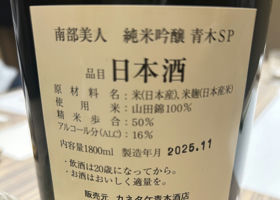 南部美人 純米吟醸 青木SP
品目 日本酒
原材料名：米(日本産)、米麹(日本産米)
使用米：山田錦100%
精米歩合：50%
アルコール分(ALC)：16%
内容量1800ml 製造年月 2025.11
・飲酒は20歳になってから。
・お酒はおいしく適量を。
販売元 カネタケ青木酒店